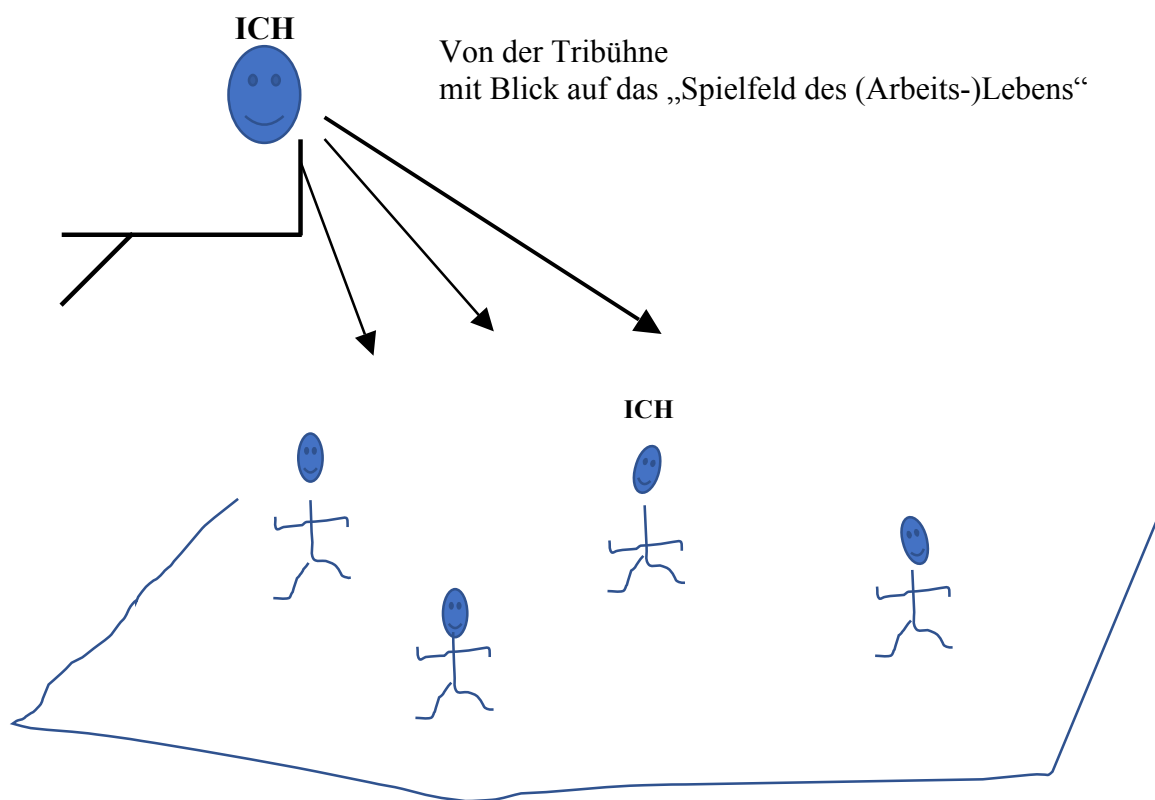 ICH
Von der Tribühne
mit Blick auf das „Spielfeld des (Arbeits-)Lebens“
ICH